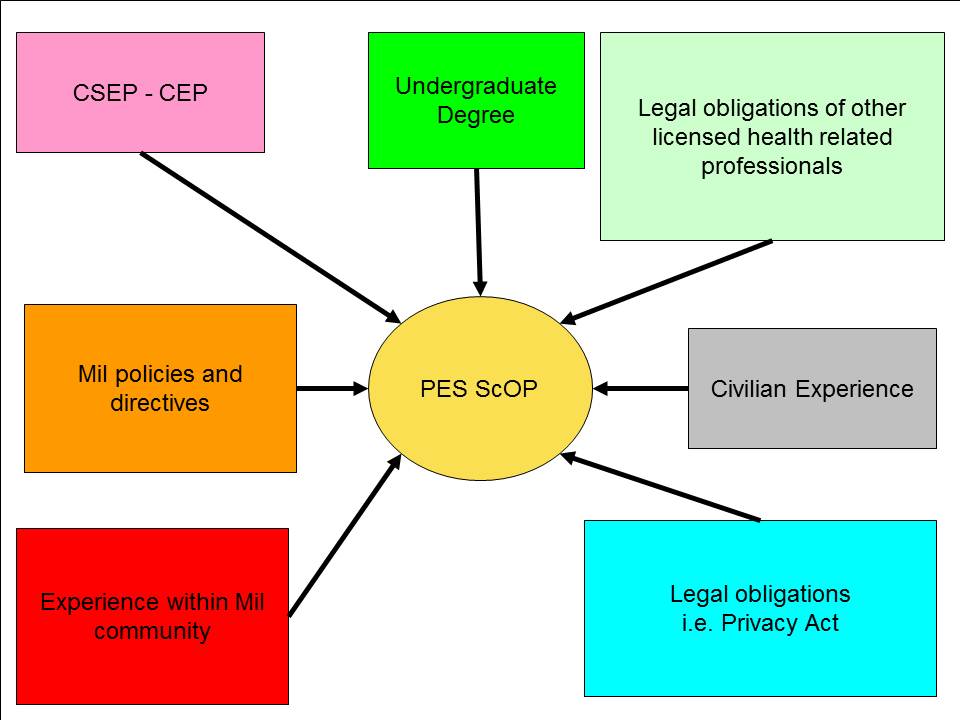 CSEP - CEP
Undergraduate
Degree
Legal obligations of other
licensed health related
professionals
Mil policies and
directives
PES ScOP
Civilian Experience
Experience within Mil
community
Legal obligations
i.e. Privacy Act